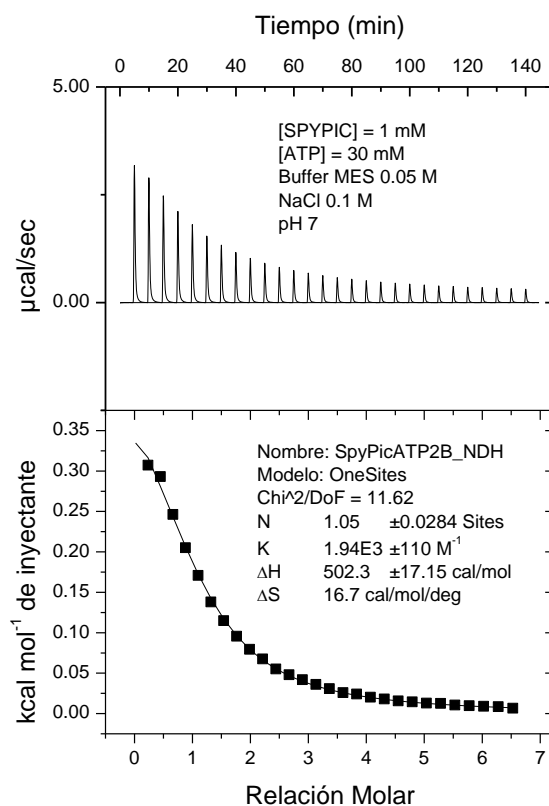 Tiempo (min)
0 20 40 60 80 100 120 140
5.00
[SPYPIC] = 1 mM
[ATP] = 30 mM
Buffer MES 0.05 M
NaCl 0.1 M
pH 7
µcal/sec
0.00
0.35
Nombre: SpyPicATP2B_NDH
0.30
Modelo: OneSites
Chi^2/DoF = 11.62
0.25
N 1.05 ±0.0284 Sites
K 1.94E3 ±110 M⁻¹
0.20
ΔH 502.3 ±17.15 cal/mol
ΔS 16.7 cal/mol/deg
0.15
0.10
0.05
0.00
kcal mol⁻¹ de inyectante
0 1 2 3 4 5 6 7
Relación Molar